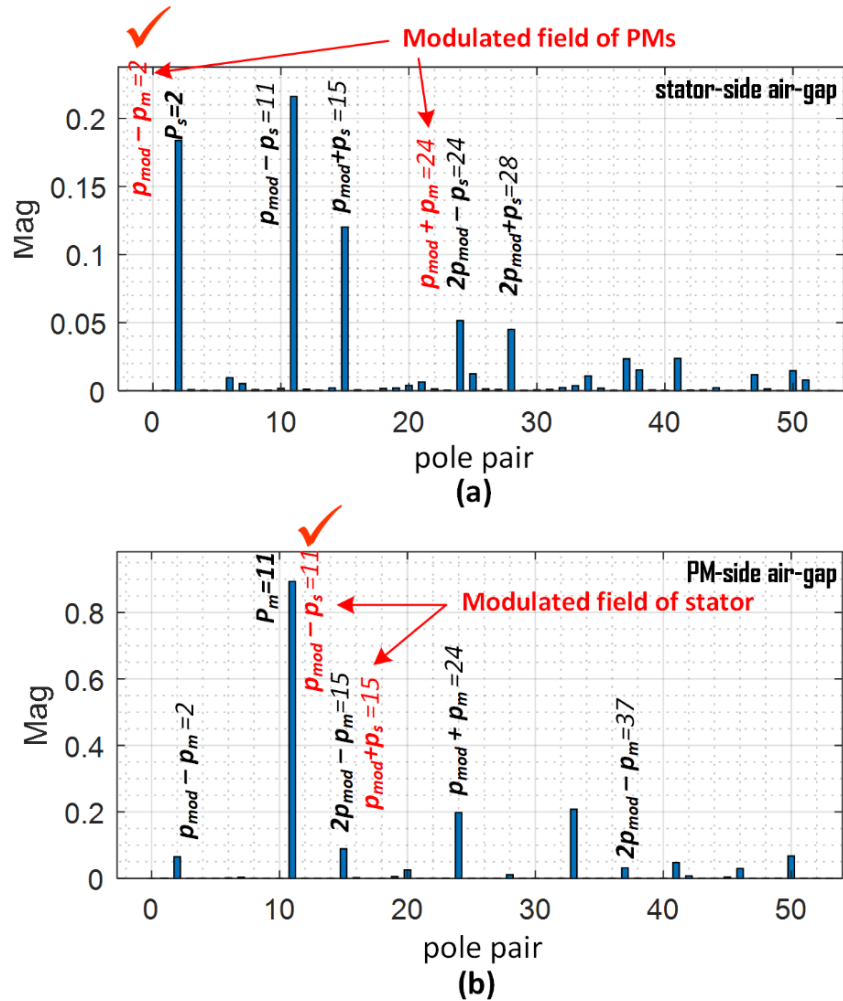 Modulated field of PMs
stator-side air-gap
p_mod − p_m=2
P_s=2
p_mod − p_s=11
p_mod+p_s=15
p_mod + p_m=24
2p_mod − p_s=24
2p_mod+p_s=28
Mag
0.2
0.15
0.1
0.05
0
0 10 20 30 40 50
pole pair
(a)
PM-side air-gap
Modulated field of stator
p_mod − p_m=2
P_m=11
p_mod − p_s=11
2p_mod − p_m=15
p_mod+p_s=15
p_mod + p_m=24
2p_mod − p_m=37
Mag
0.8
0.6
0.4
0.2
0
0 10 20 30 40 50
pole pair
(b)